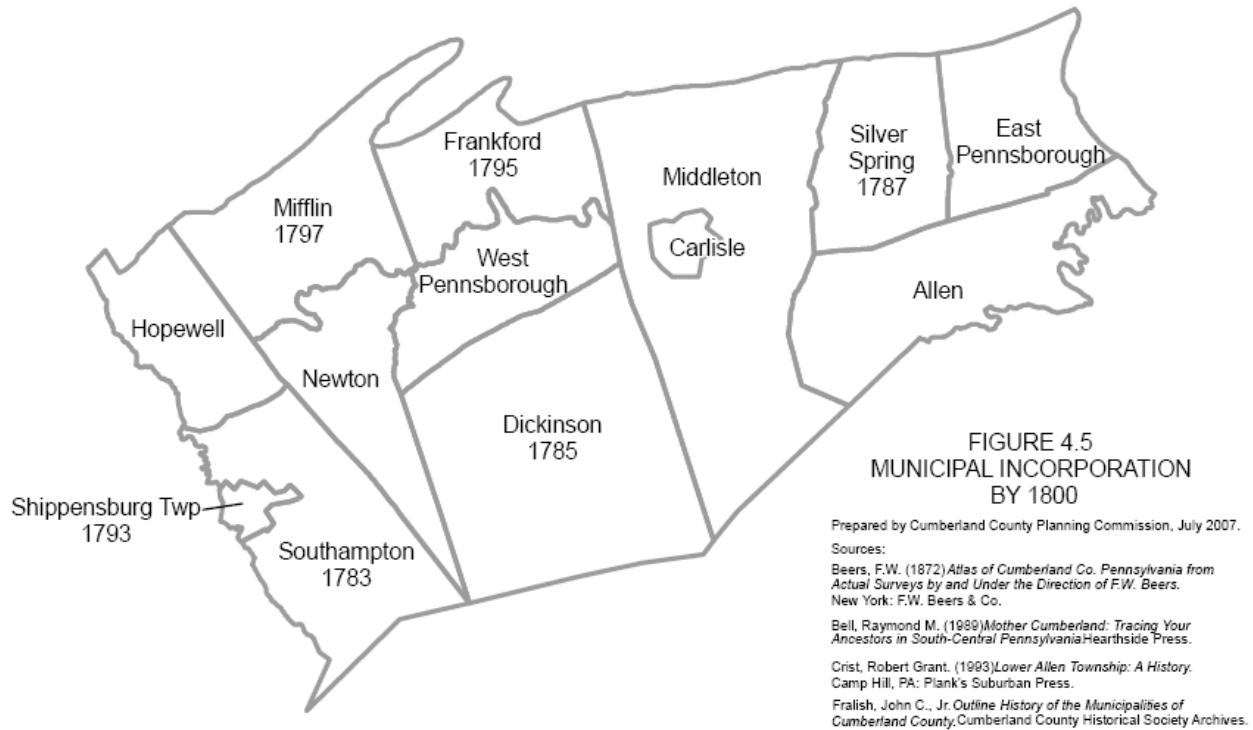 Frankford
1795
Silver
Spring
1787
East
Pennsborough
Middleton
Mifflin
1797
Carlisle
West
Pennsborough
Allen
Hopewell
Newton
Dickinson
1785
Shippensburg Twp
1793
Southampton
1783
FIGURE 4.5
MUNICIPAL INCORPORATION
BY 1800
Prepared by Cumberland County Planning Commission, July 2007.
Sources:
Beers, F.W. (1872) Atlas of Cumberland Co. Pennsylvania from
Actual Surveys by and Under the Direction of F.W. Beers.
New York: F.W. Beers & Co.
Bell, Raymond M. (1989) Mother Cumberland: Tracing Your
Ancestors in South-Central Pennsylvania. Hearthside Press.
Crist, Robert Grant. (1993) Lower Allen Township: A History.
Camp Hill, PA: Plank's Suburban Press.
Fralish, John C., Jr. Outline History of the Municipalities of
Cumberland County. Cumberland County Historical Society Archives.